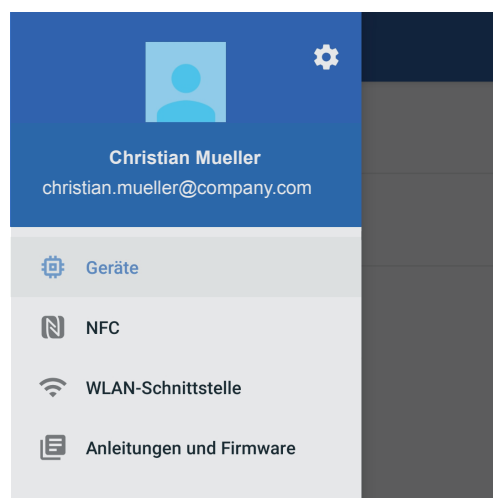 Christian Mueller
christian.mueller@company.com
Geräte
NFC
WLAN-Schnittstelle
Anleitungen und Firmware